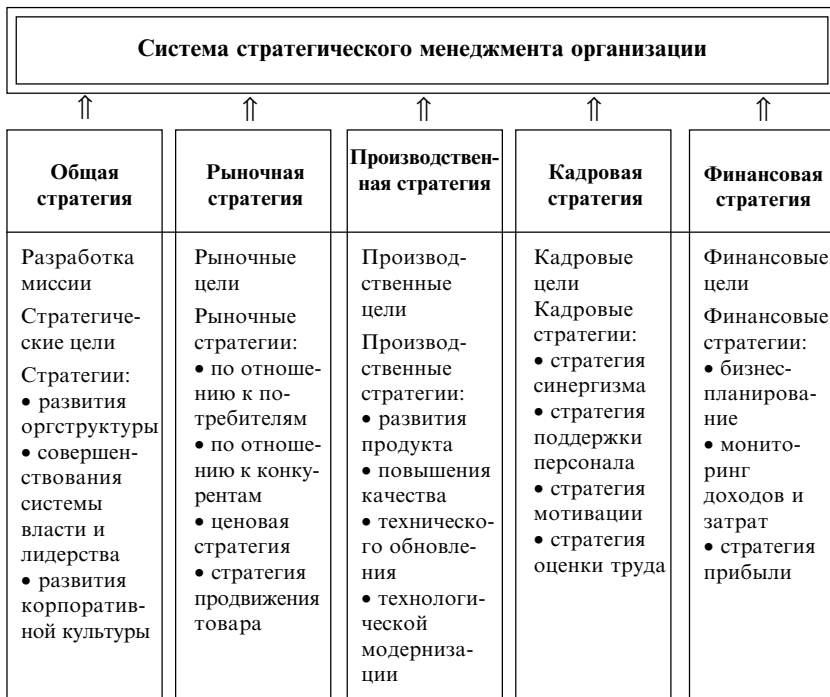 Система стратегического менеджмента организации
⇑ ⇑ ⇑ ⇑ ⇑
Общая
стратегия
Разработка
миссии
Стратегиче-
ские цели
Стратегии:
• развития
оргструктуры
• совершен-
ствования
системы
власти и
лидерства
• развития
корпоратив-
ной культуры
Рыночная
стратегия
Рыночные
цели
Рыночные
стратегии:
• по отноше-
нию к по-
требителям
• по отноше-
нию к конку-
рентам
• ценовая
стратегия
• стратегия
продвижения
товара
Производствен-
ная стратегия
Производ-
ственные
цели
Производ-
ственные
стратегии:
• развития
продукта
• повышения
качества
• техническо-
го обновле-
ния
• технологи-
ческой
модерниза-
ции
Кадровая
стратегия
Кадровые
цели
Кадровые
стратегии:
• стратегия
синергизма
• стратегия
поддержки
персонала
• стратегия
мотивации
• стратегия
оценки труда
Финансовая
стратегия
Финансовые
цели
Финансовые
стратегии:
• бизнес-
планирова-
ние
• монито-
ринг
доходов и
затрат
• стратегия
прибыли